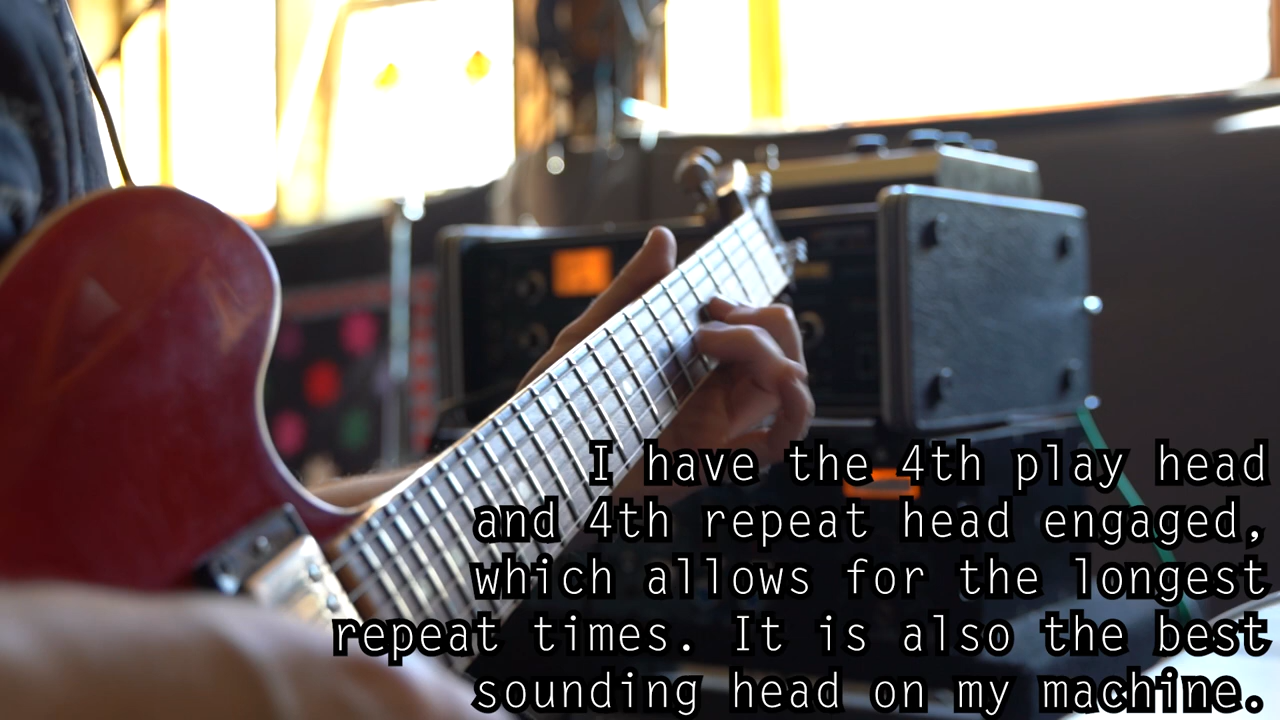 I have the 4th play head
and 4th repeat head engaged,
which allows for the longest
repeat times. It is also the best
sounding head on my machine.